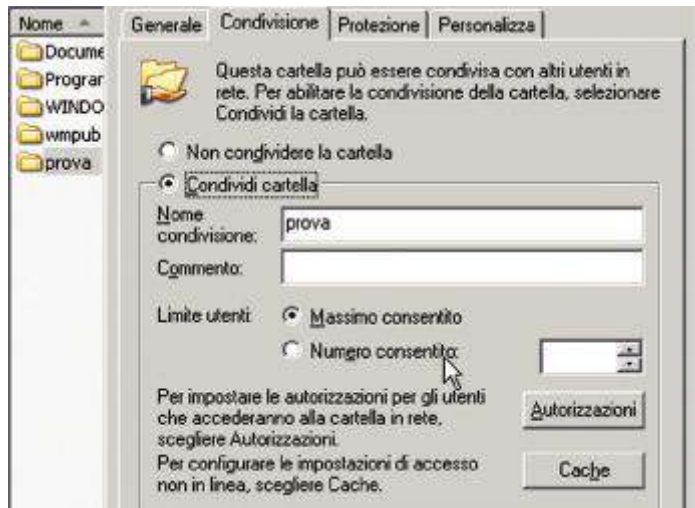 Nome
Docume
Prograr
WINDO
wmpub
prova
Generale Condivisione Protezione Personalizza
Questa cartella può essere condivisa con altri utenti in
rete. Per abilitare la condivisione della cartella, selezionare
Condividi la cartella.
Non condividere la cartella
Condividi cartella
Nome
condivisione:
prova
Commento:
Limite utenti
Massimo consentito
Numero consentito:
Per impostare le autorizzazioni per gli utenti
che accederanno alla cartella in rete,
scegliere Autorizzazioni.
Autorizzazioni
Per configurare le impostazioni di accesso
non in linea, scegliere Cache.
Cache